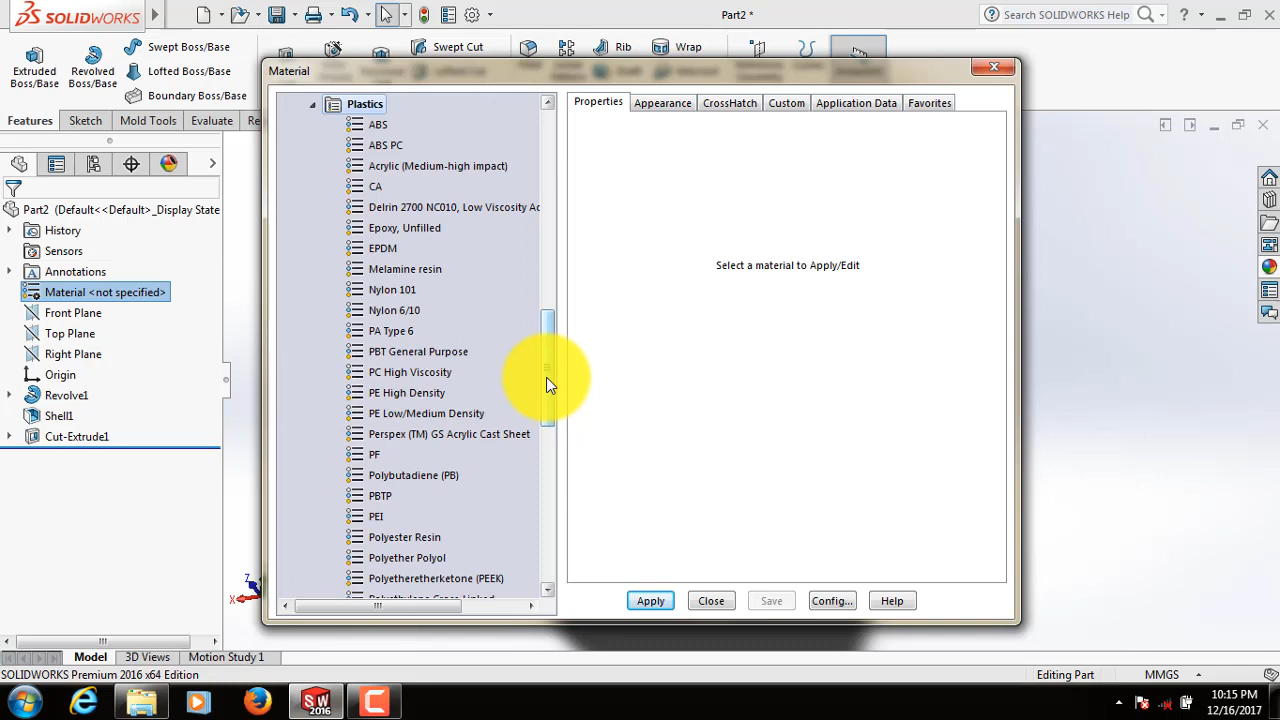 SOLIDWORKS
Part2 *
Search SOLIDWORKS Help
?
Extruded Boss/Base
Revolved Boss/Base
Swept Boss/Base
Lofted Boss/Base
Boundary Boss/Base
Swept Cut
Rib
Wrap
Features
Sketch
Mold Tools
Evaluate
Re
Part2 (Default<<Default>_Display State
History
Sensors
Annotations
Material <not specified>
Front Plane
Top Plane
Right Plane
Origin
Revolve1
Shell1
Cut-Extrude1
Material
Plastics
ABS
ABS PC
Acrylic (Medium-high impact)
CA
Delrin 2700 NC010, Low Viscosity Ac
Epoxy, Unfilled
EPDM
Melamine resin
Nylon 101
Nylon 6/10
PA Type 6
PBT General Purpose
PC High Viscosity
PE High Density
PE Low/Medium Density
Perspex (TM) GS Acrylic Cast Sheet
PF
Polybutadiene (PB)
PBTP
PEI
Polyester Resin
Polyether Polyol
Polyetheretherketone (PEEK)
Properties
Appearance
CrossHatch
Custom
Application Data
Favorites
Select a material to Apply/Edit
Apply
Close
Save
Config...
Help
Z
X
Model
3D Views
Motion Study 1
SOLIDWORKS Premium 2016 x64 Edition
Editing Part
MMGS
SW
2016
10:15 PM
12/16/2017